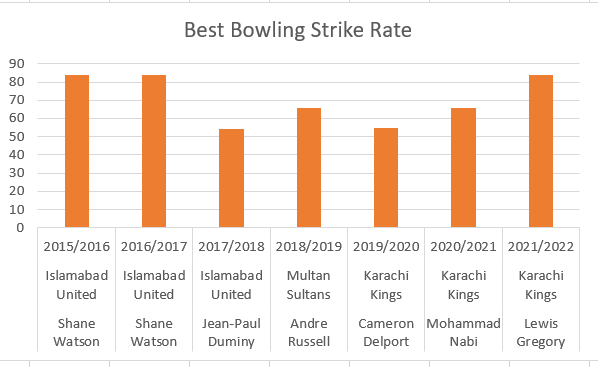 Best Bowling Strike Rate
90
80
70
60
50
40
30
20
10
0
2015/2016 2016/2017 2017/2018 2018/2019 2019/2020 2020/2021 2021/2022
Islamabad Islamabad Islamabad Multan Karachi Karachi Karachi
United United United Sultans Kings Kings Kings
Shane Shane Jean-Paul Andre Cameron Mohammad Lewis
Watson Watson Duminy Russell Delport Nabi Gregory